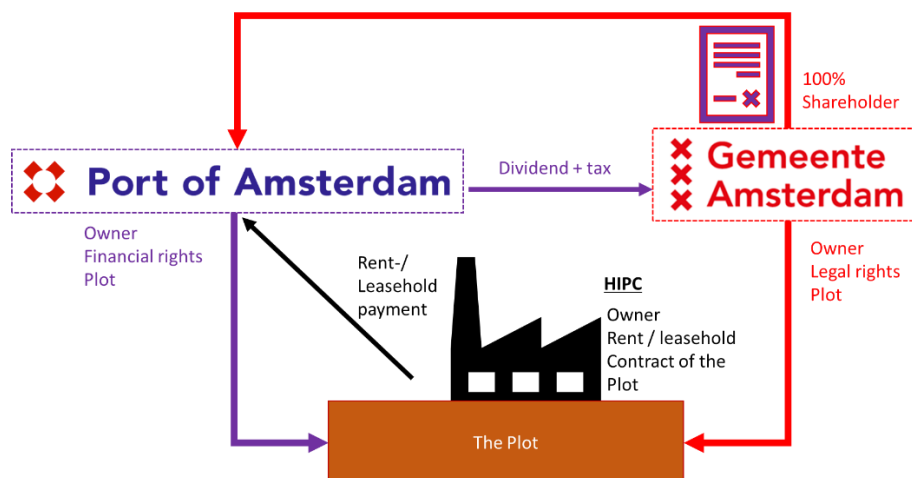 100%
Shareholder
Port of Amsterdam
Dividend + tax
Gemeente
Amsterdam
Owner
Financial rights
Plot
Rent-/
Leasehold
payment
HIPC
Owner
Rent / leasehold
Contract of the
Plot
Owner
Legal rights
Plot
The Plot